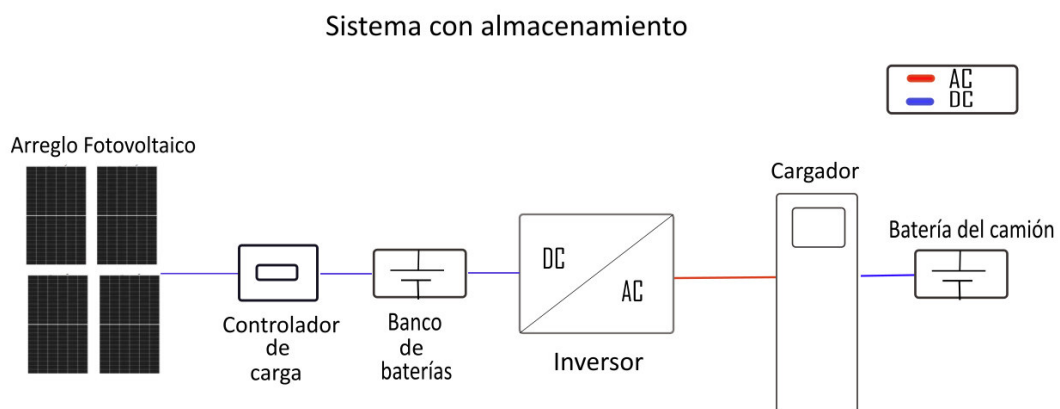 Sistema con almacenamiento
AC
DC
Arreglo Fotovoltaico
Cargador
Batería del camión
DC
AC
Controlador
de
carga
Banco
de
baterías
Inversor